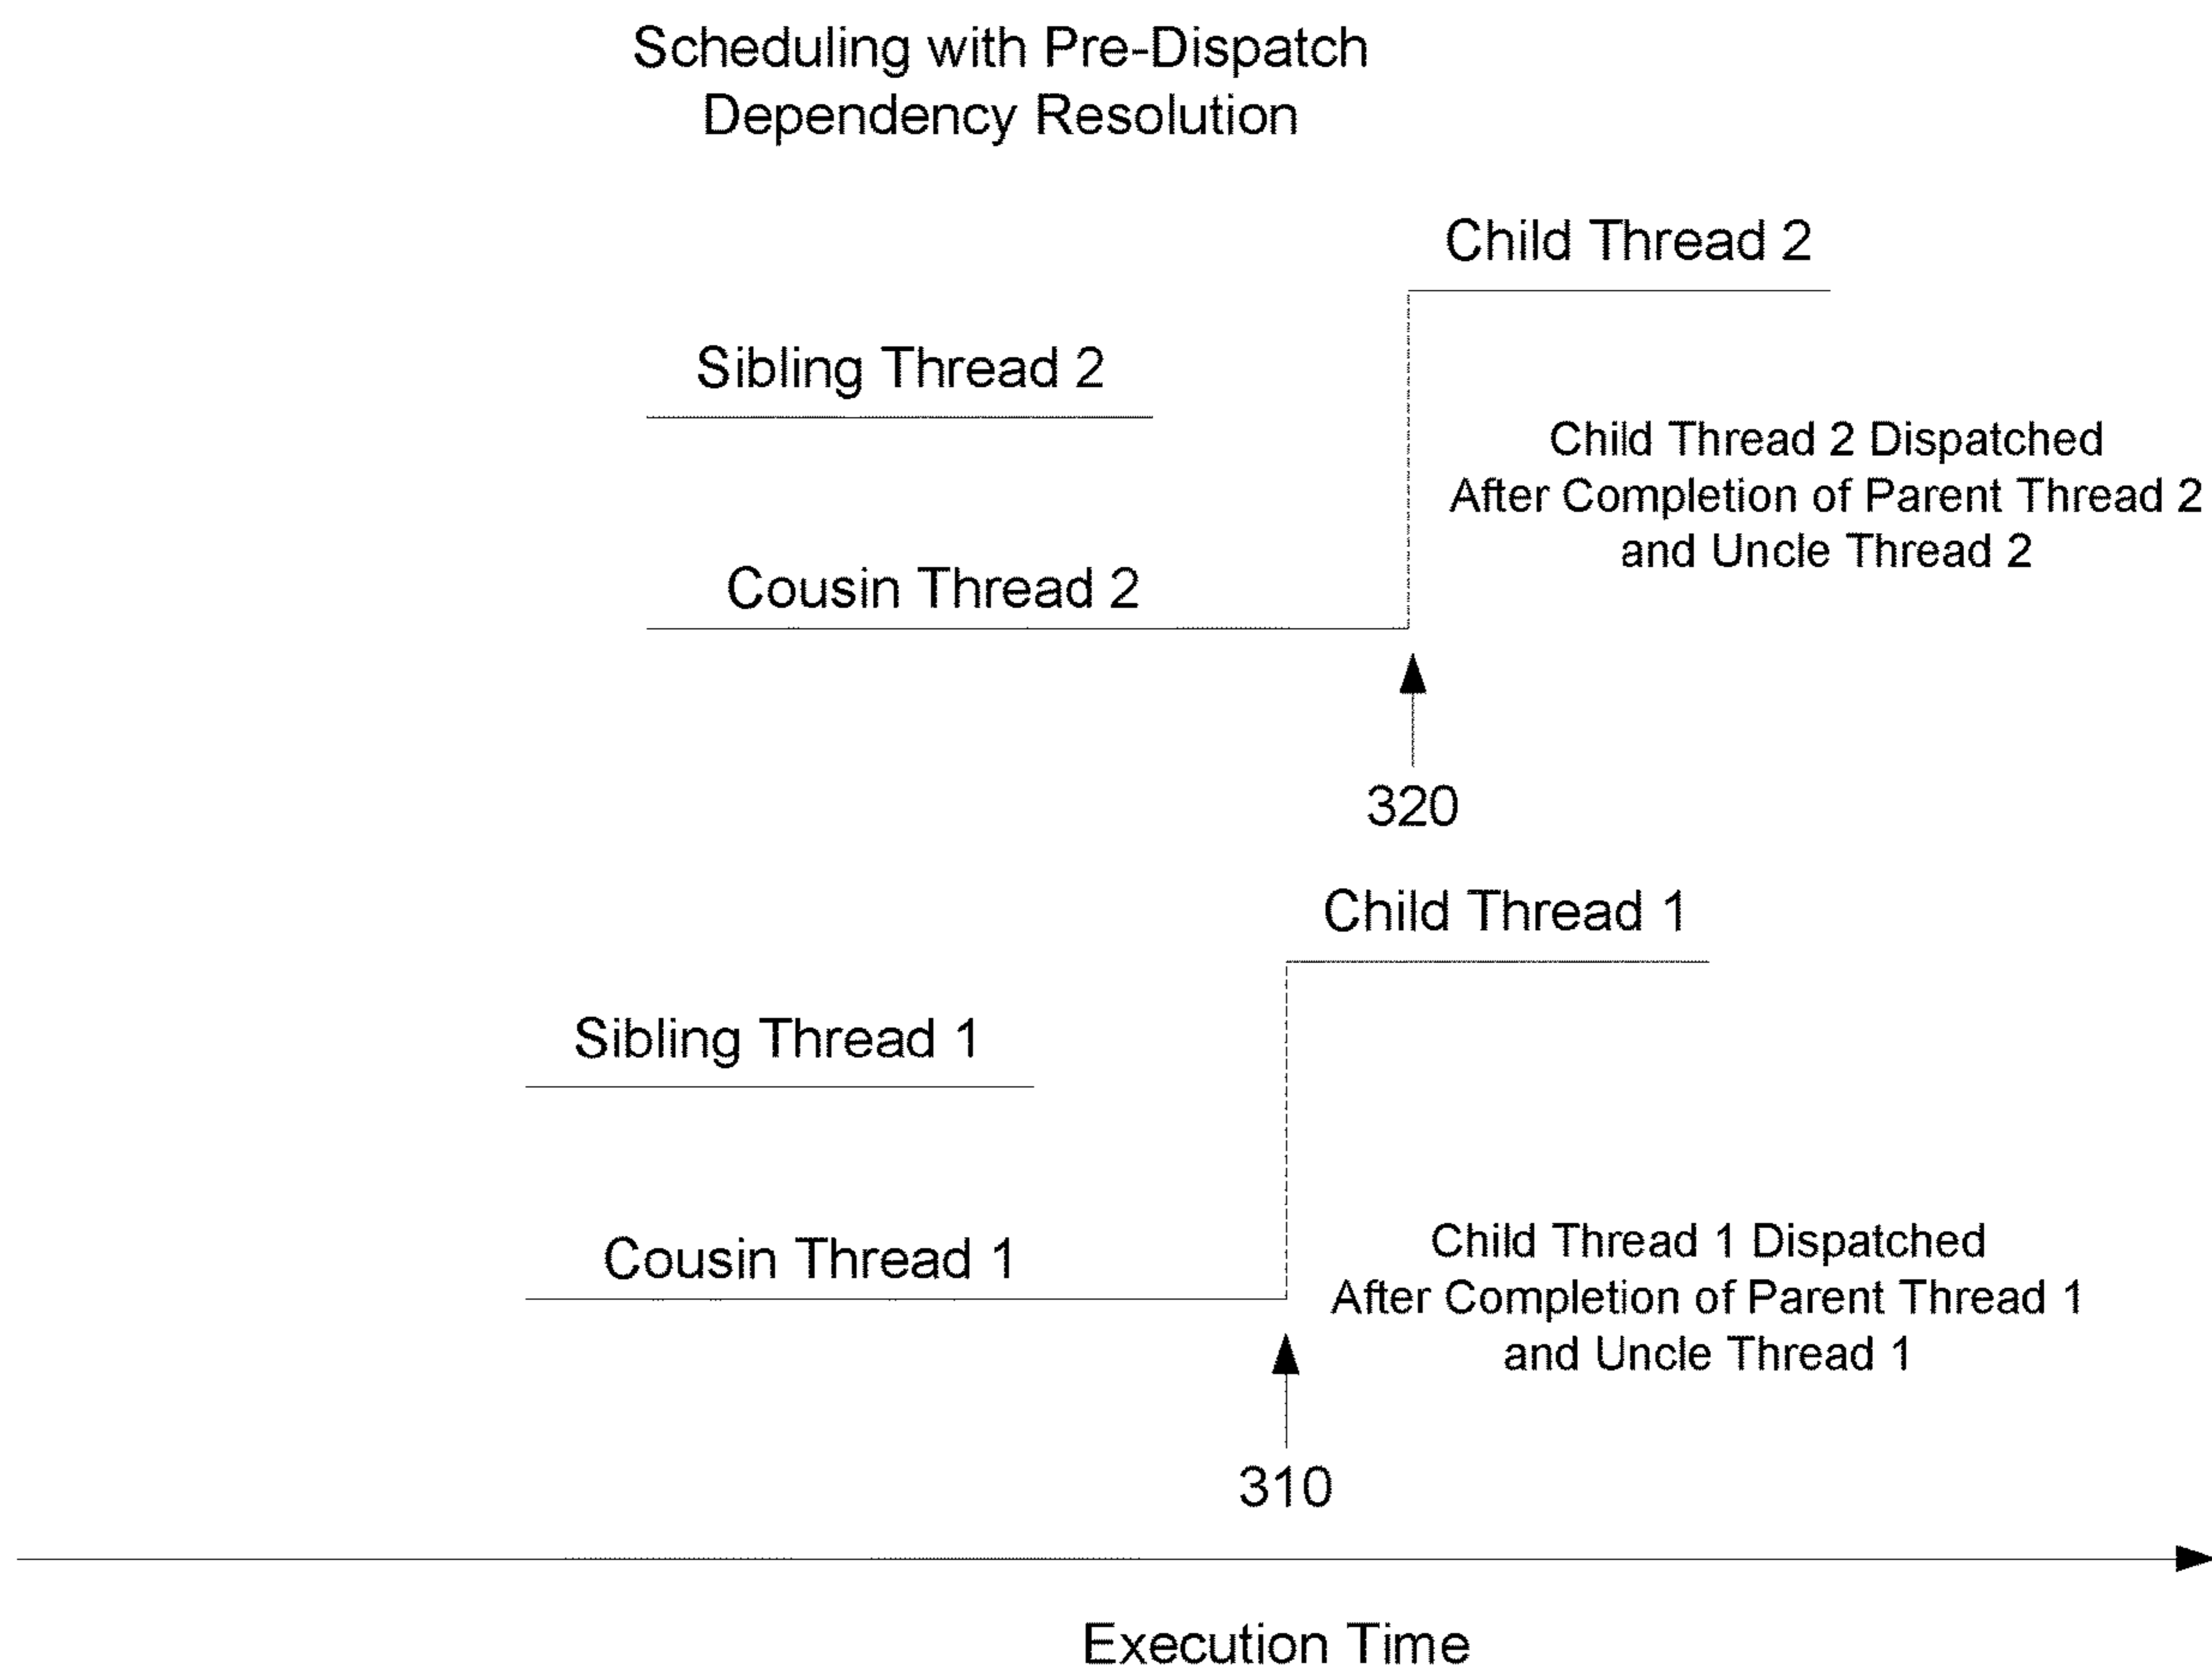 Scheduling with Pre-Dispatch
Dependency Resolution
Child Thread 2
Sibling Thread 2
Child Thread 2 Dispatched
After Completion of Parent Thread 2
and Uncle Thread 2
Cousin Thread 2
320
Child Thread 1
Sibling Thread 1
Cousin Thread 1
Child Thread 1 Dispatched
After Completion of Parent Thread 1
and Uncle Thread 1
310
Execution Time